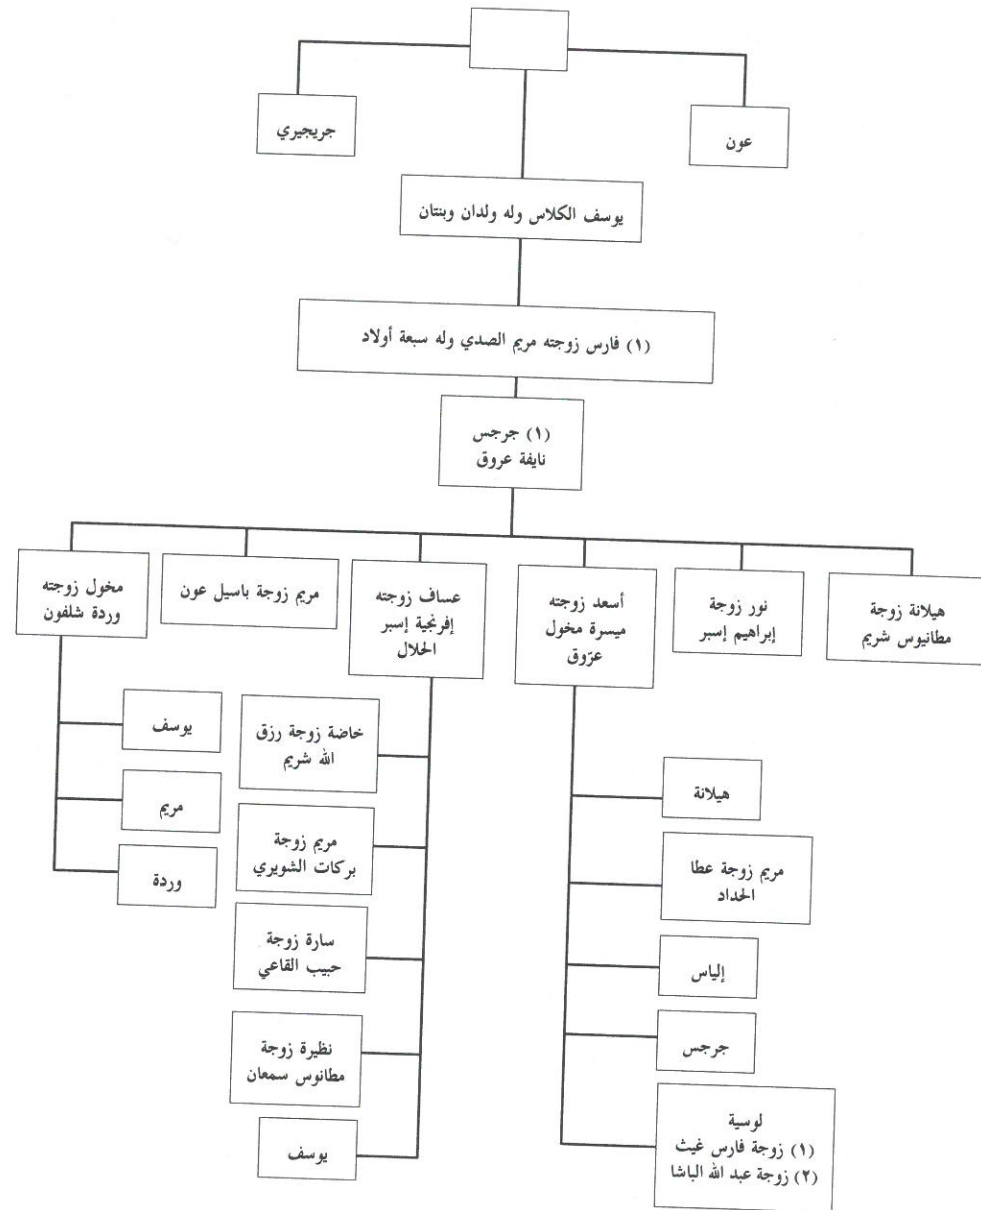 عون
جريجيري
يوسف الكلاس وله ولدان وبنتان
(١) فارس زوجته مريم الصدي وله سبعة أولاد
(١) جرجس
نايفة عروق
هيلانة زوجة
مطانيوس شريم
نور زوجة
إبراهيم إسبر
أسعد زوجته
ميسرة مخول
عرّوق
عساف زوجته
إفرنجية إسبر
الحلال
مريم زوجة باسيل عون
مخول زوجته
وردة شلفون
هيلانة
مريم زوجة عطا
الحداد
إلياس
جرجس
لوسية
(١) زوجة فارس غيث
(٢) زوجة عبد الله الباشا
خاضة زوجة رزق
الله شريم
مريم زوجة
بركات الشويري
سارة زوجة
حبيب القاعي
نظيرة زوجة
مطانوس سمعان
يوسف
يوسف
مريم
وردة